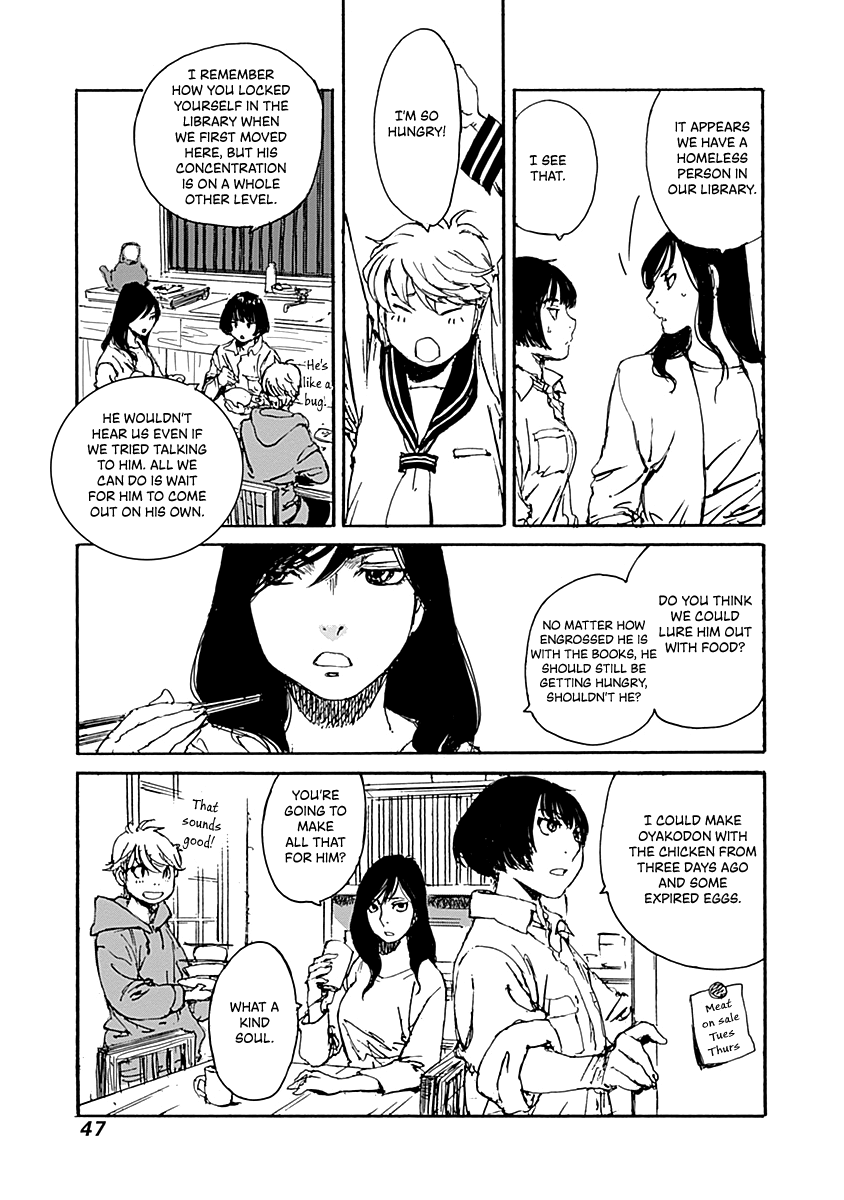 IT APPEARS
WE HAVE A
HOMELESS
PERSON IN
OUR LIBRARY.
I SEE
THAT.
I'M SO
HUNGRY!
I REMEMBER
HOW YOU LOCKED
YOURSELF IN THE
LIBRARY WHEN
WE FIRST MOVED
HERE, BUT HIS
CONCENTRATION
IS ON A WHOLE
OTHER LEVEL.
He's
like a
bug!
HE WOULDN'T
HEAR US EVEN IF
WE TRIED TALKING
TO HIM. ALL WE
CAN DO IS WAIT
FOR HIM TO COME
OUT ON HIS OWN.
DO YOU THINK
WE COULD
LURE HIM OUT
WITH FOOD?
NO MATTER HOW
ENGROSSED HE IS
WITH THE BOOKS, HE
SHOULD STILL BE
GETTING HUNGRY,
SHOULDN'T HE?
I COULD MAKE
OYAKODON WITH
THE CHICKEN FROM
THREE DAYS AGO
AND SOME
EXPIRED EGGS.
Meat
on sale
Tues
Thurs
YOU'RE
GOING TO
MAKE
ALL THAT
FOR HIM?
WHAT A
KIND
SOUL.
That
sounds
good!
47